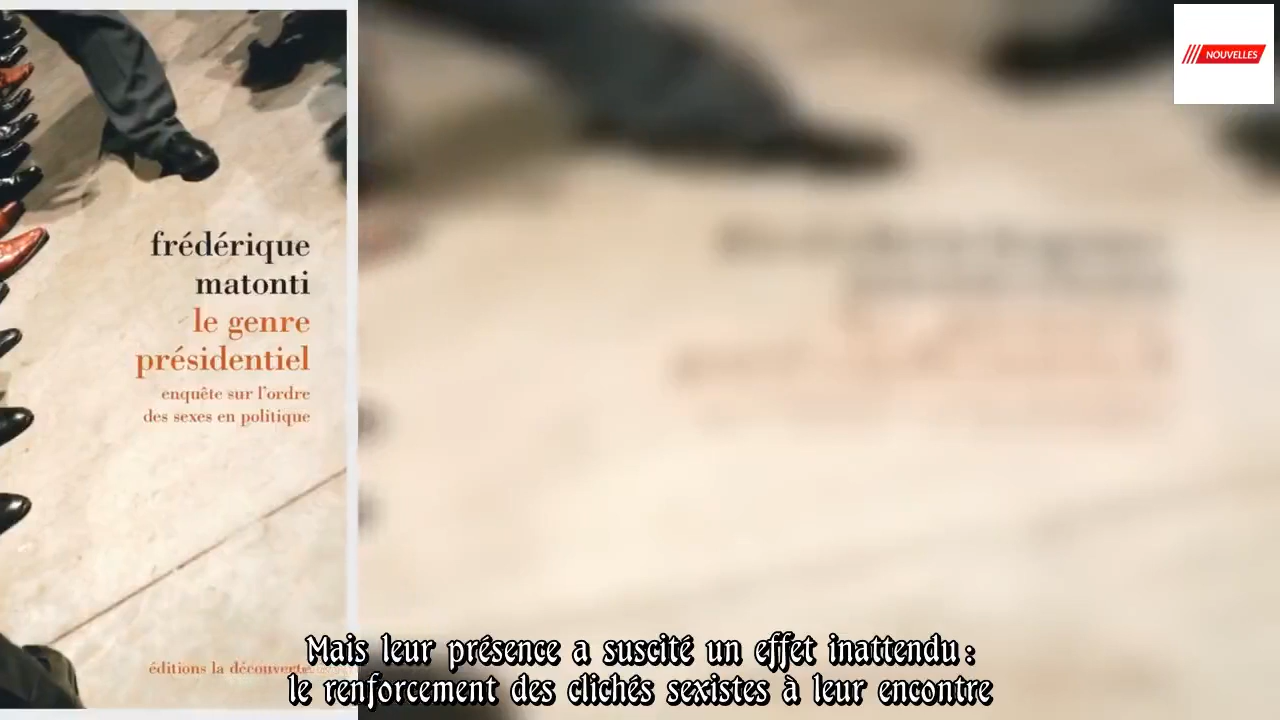 NOUVELLES
frédérique
matonti
le genre
présidentiel
enquête sur l'ordre
des sexes en politique
éditions la découverte
Mais leur présence a suscité un effet inattendu :
le renforcement des clichés sexistes à leur encontre